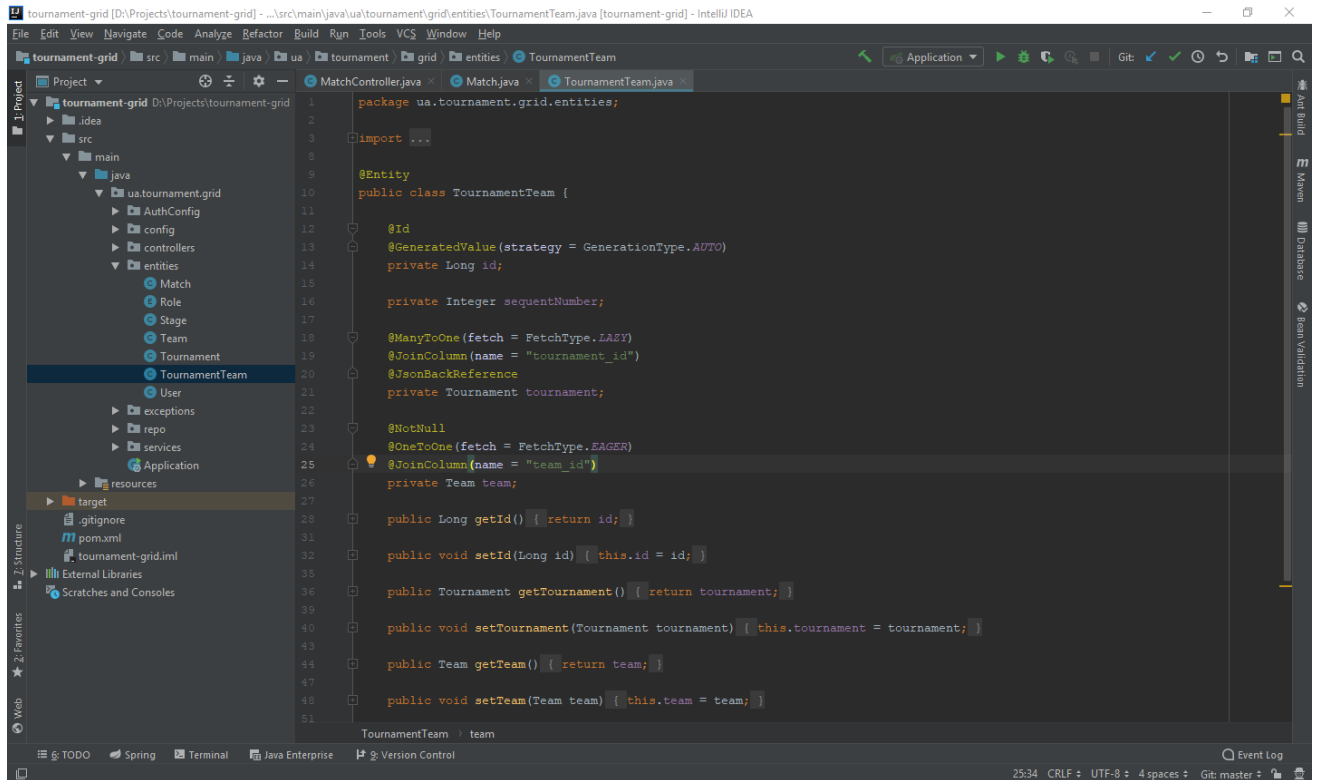 tournament-grid [D:\Projects\tournament-grid] - ...\src\main\java\ua\tournament\grid\entities\TournamentTeam.java [tournament-grid] - IntelliJ IDEA
File Edit View Navigate Code Analyze Refactor Build Run Tools VCS Window Help
tournament-grid src main java ua tournament grid entities TournamentTeam Application Git:
Project MatchController.java Match.java TournamentTeam.java
1: Project
tournament-grid D:\Projects\tournament-grid
.idea
src
main
java
ua.tournament.grid
AuthConfig
config
controllers
entities
Match
Role
Stage
Team
Tournament
TournamentTeam
User
exceptions
repo
services
Application
resources
target
.gitignore
pom.xml
tournament-grid.iml
External Libraries
Scratches and Consoles
7: Structure
2: Favorites
Web
1 package ua.tournament.grid.entities;
2
3 import ...
8
9 @Entity
10 public class TournamentTeam {
11
12 @Id
13 @GeneratedValue(strategy = GenerationType.AUTO)
14 private Long id;
15
16 private Integer sequentNumber;
17
18 @ManyToOne(fetch = FetchType.LAZY)
19 @JoinColumn(name = "tournament_id")
20 @JsonBackReference
21 private Tournament tournament;
22
23 @NotNull
24 @OneToOne(fetch = FetchType.EAGER)
25 @JoinColumn(name = "team_id")
26 private Team team;
27
28 public Long getId() { return id; }
31
32 public void setId(Long id) { this.id = id; }
35
36 public Tournament getTournament() { return tournament; }
39
40 public void setTournament(Tournament tournament) { this.tournament = tournament; }
43
44 public Team getTeam() { return team; }
47
48 public void setTeam(Team team) { this.team = team; }
51
TournamentTeam team
Ant Build
Maven
Database
Bean Validation
6: TODO Spring Terminal Java Enterprise 9: Version Control Event Log
25:34 CRLF UTF-8 4 spaces Git: master